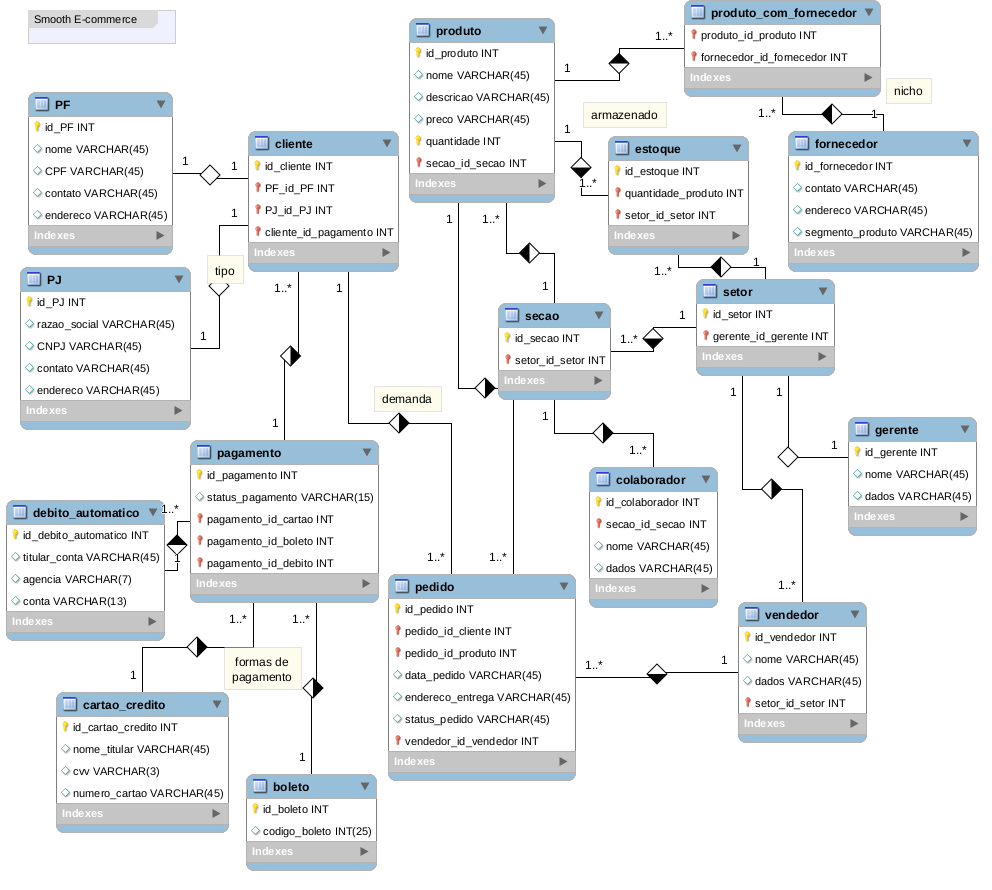 Smooth E-commerce
produto
id_produto INT
nome VARCHAR(45)
descricao VARCHAR(45)
preco VARCHAR(45)
quantidade INT
secao_id_secao INT
Indexes
produto_com_fornecedor
produto_id_produto INT
fornecedor_id_fornecedor INT
Indexes
1
1..*
nicho
1..*
1
fornecedor
id_fornecedor INT
contato VARCHAR(45)
endereco VARCHAR(45)
segmento_produto VARCHAR(45)
Indexes
armazenado
1
1..*
estoque
id_estoque INT
quantidade_produto INT
setor_id_setor INT
Indexes
1..*
1
PF
id_PF INT
nome VARCHAR(45)
CPF VARCHAR(45)
contato VARCHAR(45)
endereco VARCHAR(45)
Indexes
1
1
cliente
id_cliente INT
PF_id_PF INT
PJ_id_PJ INT
cliente_id_pagamento INT
Indexes
1
tipo
1
PJ
id_PJ INT
razao_social VARCHAR(45)
CNPJ VARCHAR(45)
contato VARCHAR(45)
endereco VARCHAR(45)
Indexes
1..*
1
1
1..*
1
secao
id_secao INT
setor_id_setor INT
Indexes
1..*
1
setor
id_setor INT
gerente_id_gerente INT
Indexes
1
1
1
gerente
id_gerente INT
nome VARCHAR(45)
dados VARCHAR(45)
Indexes
demanda
1
1
1..*
colaborador
id_colaborador INT
secao_id_secao INT
nome VARCHAR(45)
dados VARCHAR(45)
Indexes
pagamento
id_pagamento INT
status_pagamento VARCHAR(15)
pagamento_id_cartao INT
pagamento_id_boleto INT
pagamento_id_debito INT
Indexes
1..*
1
debito_automatico
id_debito_automatico INT
titular_conta VARCHAR(45)
agencia VARCHAR(7)
conta VARCHAR(13)
Indexes
1..*
1..*
pedido
id_pedido INT
pedido_id_cliente INT
pedido_id_produto INT
data_pedido VARCHAR(45)
endereco_entrega VARCHAR(45)
status_pedido VARCHAR(45)
vendedor_id_vendedor INT
Indexes
1..*
1
1..*
vendedor
id_vendedor INT
nome VARCHAR(45)
dados VARCHAR(45)
setor_id_setor INT
Indexes
1..*
1..*
formas de
pagamento
1
cartao_credito
id_cartao_credito INT
nome_titular VARCHAR(45)
cvv VARCHAR(3)
numero_cartao VARCHAR(45)
Indexes
1
boleto
id_boleto INT
codigo_boleto INT(25)
Indexes